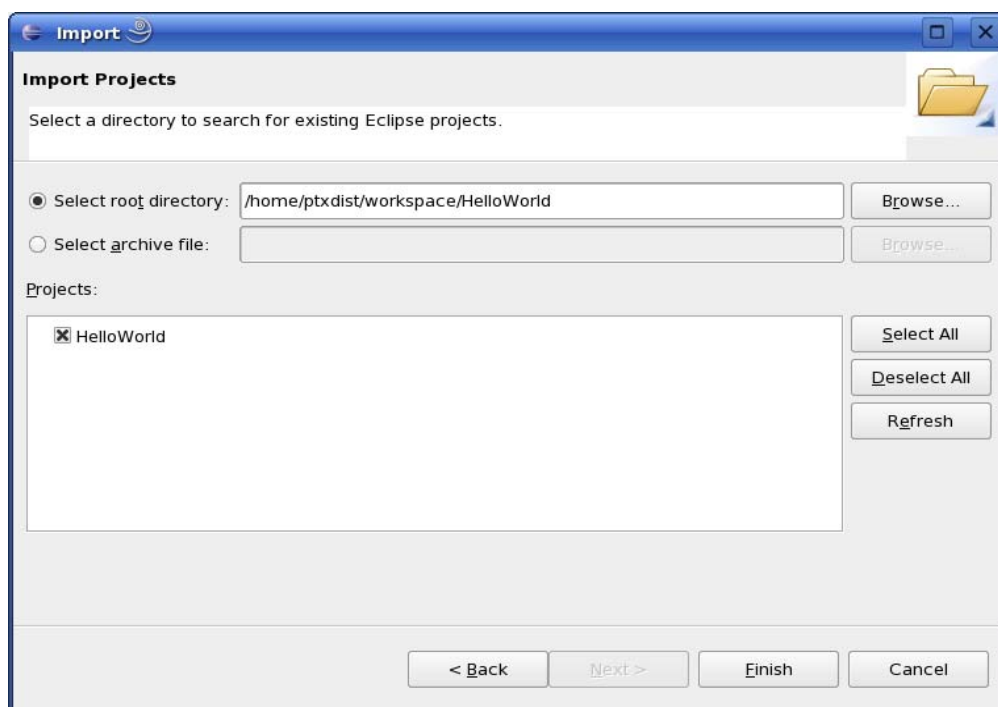 Import
Import Projects
Select a directory to search for existing Eclipse projects.
Select root directory: /home/ptxdist/workspace/HelloWorld Browse...
Select archive file: Browse...
Projects:
HelloWorld
Select All
Deselect All
Refresh
< Back Next > Finish Cancel